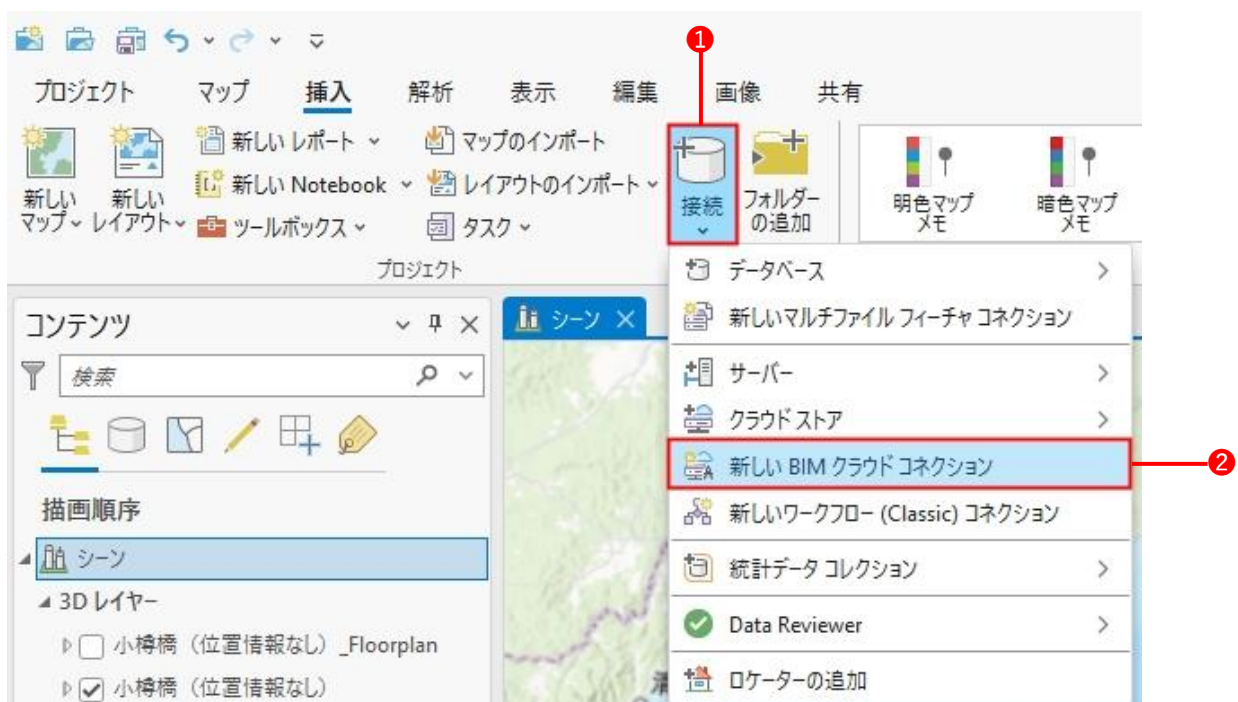 1
プロジェクト マップ 挿入 解析 表示 編集 画像 共有
新しい レポート
マップのインポート
新しい Notebook
レイアウトのインポート
ツールボックス
タスク
新しい
マップ
新しい
レイアウト
接続
フォルダー
の追加
明色マップ
メモ
暗色マップ
メモ
プロジェクト
データベース
新しいマルチファイル フィーチャ コネクション
サーバー
クラウド ストア
新しい BIM クラウド コネクション
2
新しいワークフロー (Classic) コネクション
統計データ コレクション
Data Reviewer
ロケーターの追加
コンテンツ
検索
描画順序
シーン
3D レイヤー
小樽橋（位置情報なし）_Floorplan
小樽橋（位置情報なし）
シーン